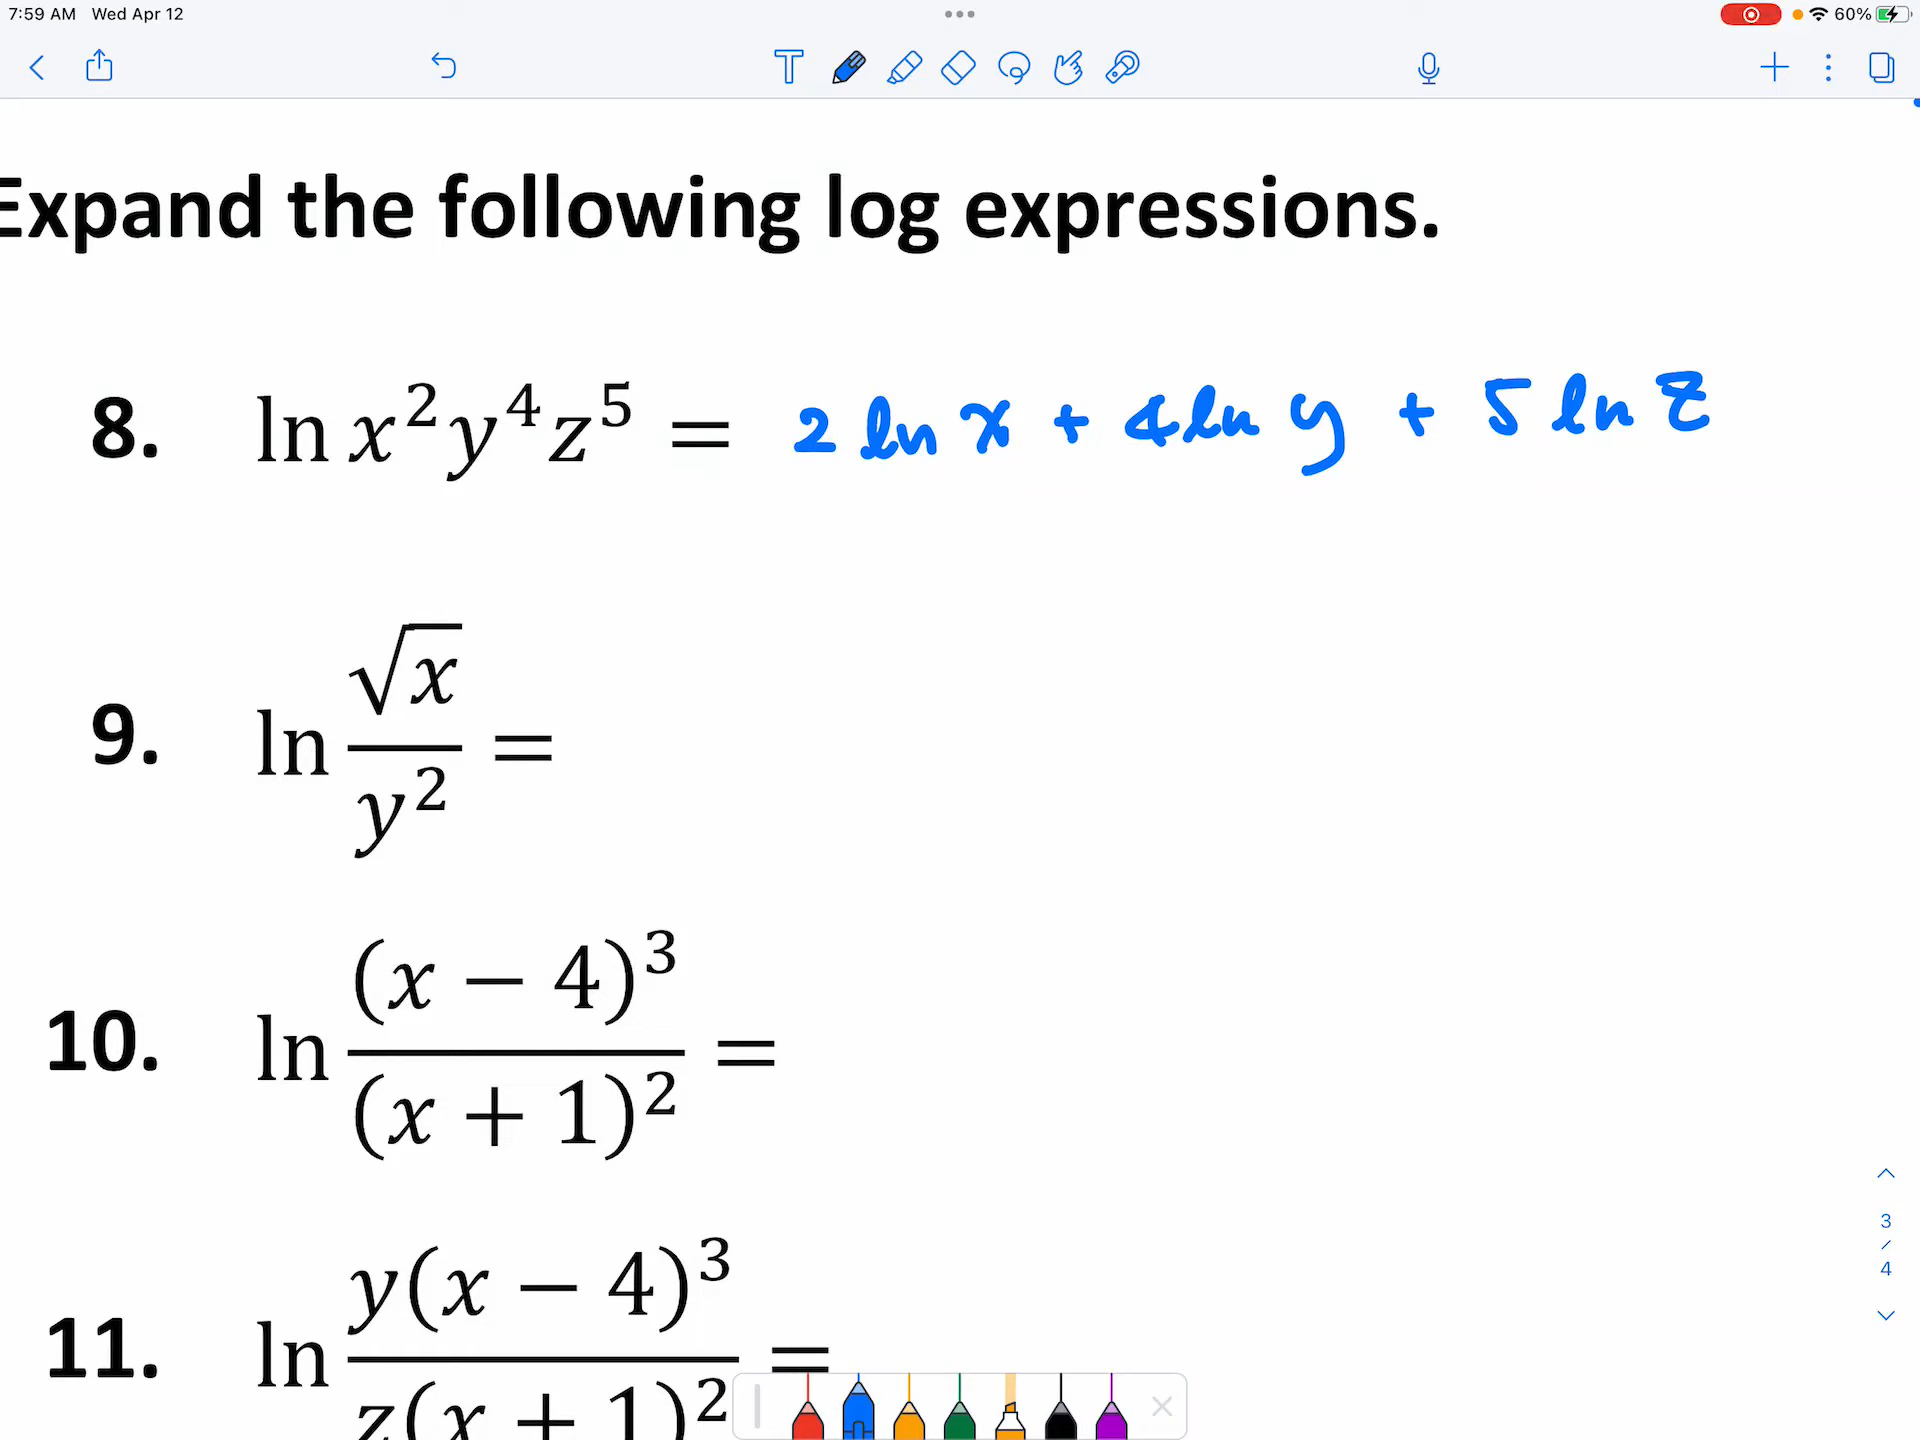 7:59 AM Wed Apr 12
60%
T
Expand the following log expressions.
8. ln x²y⁴z⁵ = 2 ln x + 4 ln y + 5 ln z
9. ln √x / y² =
10. ln (x − 4)³ / (x + 1)² =
11. ln y(x − 4)³ / z(x + 1)² =
3
/
4